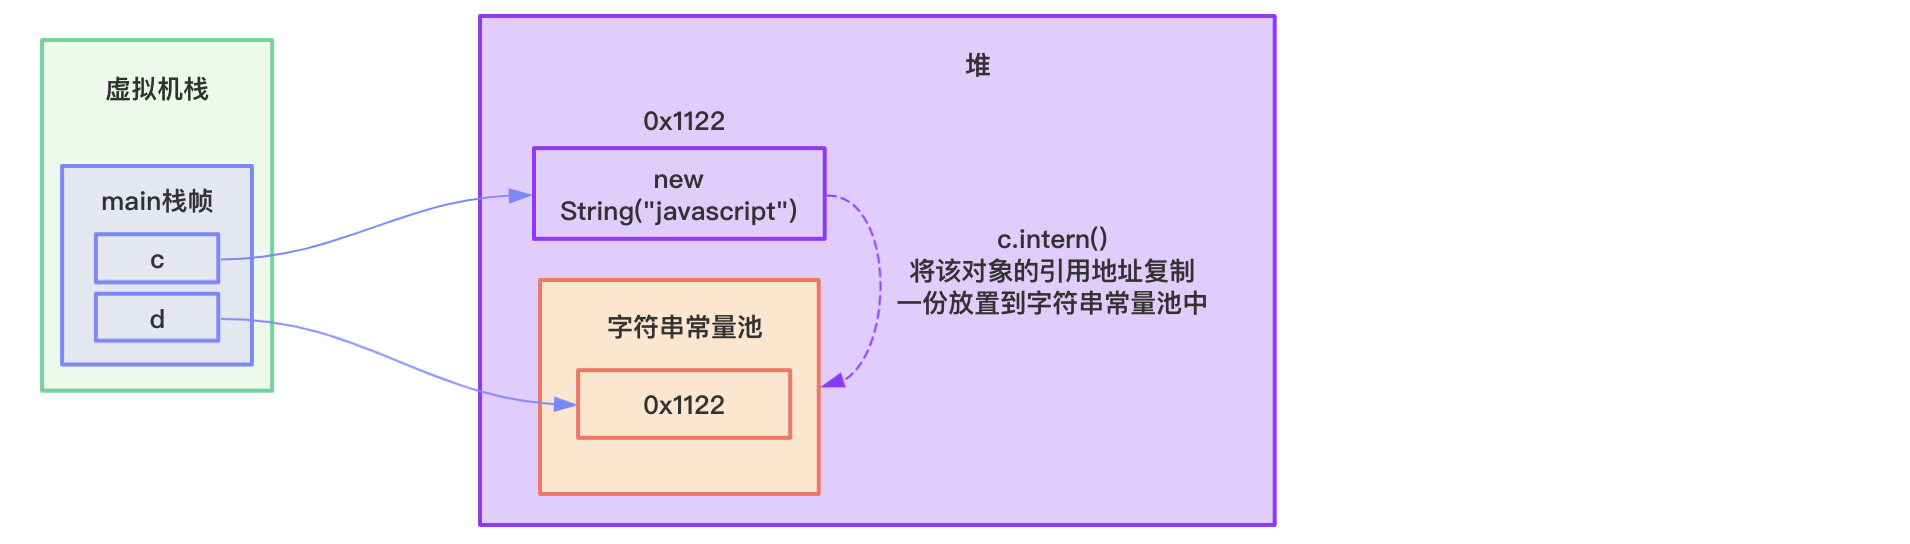 虚拟机栈
main栈帧
c
d
堆
0x1122
new
String("javascript")
c.intern()
将该对象的引用地址复制
一份放置到字符串常量池中
字符串常量池
0x1122